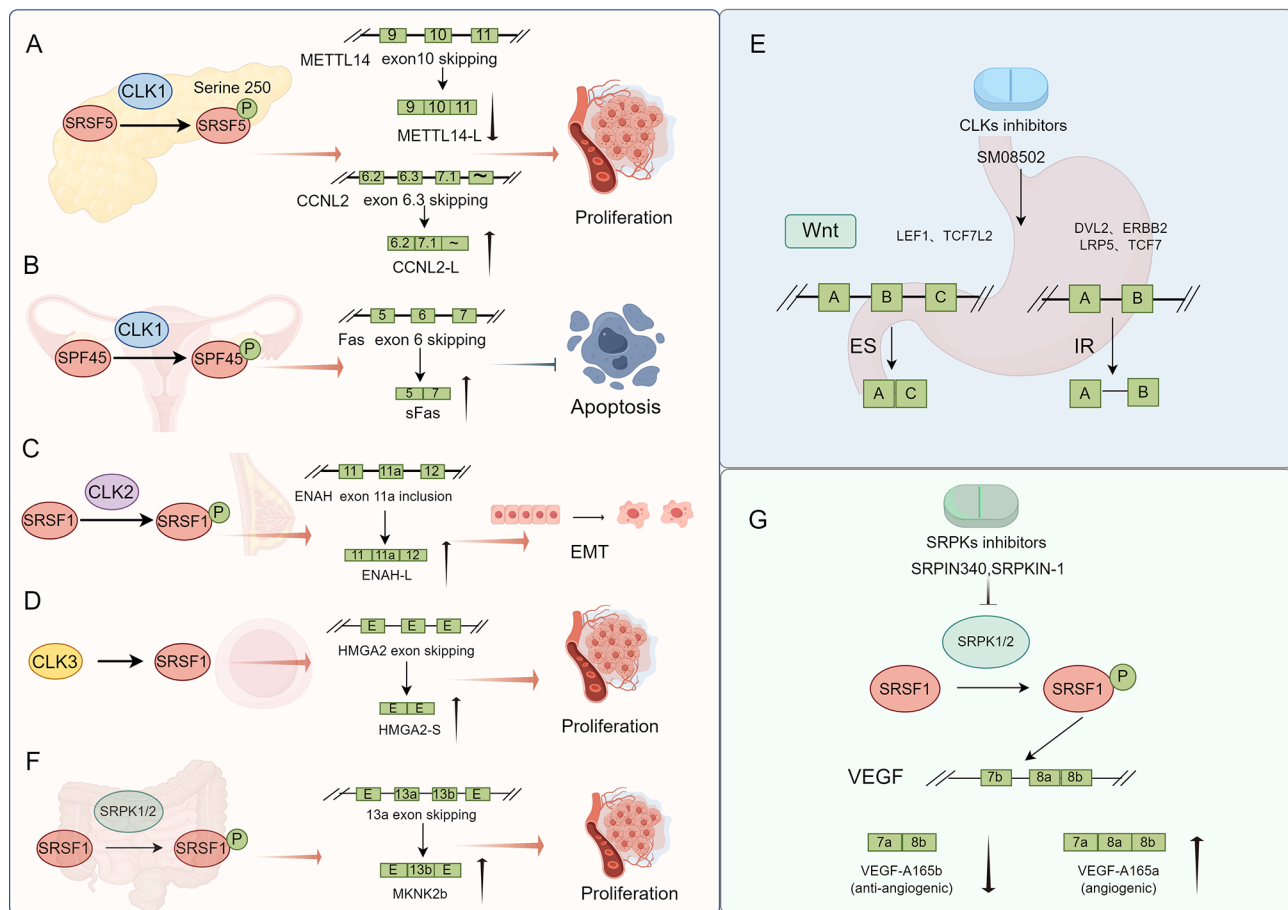 A
CLK1
Serine 250
SRSF5
SRSF5
P
9 10 11
METTL14 exon10 skipping
9 10 11
METTL14-L
6.2 6.3 7.1 ~
CCNL2 exon 6.3 skipping
6.2 7.1 ~
CCNL2-L
Proliferation
B
CLK1
SPF45
SPF45
P
5 6 7
Fas exon 6 skipping
5 7
sFas
Apoptosis
C
CLK2
SRSF1
SRSF1
P
11 11a 12
ENAH exon 11a inclusion
11 11a 12
ENAH-L
EMT
D
CLK3
SRSF1
E E E
HMGA2 exon skipping
E E
HMGA2-S
Proliferation
F
SRPK1/2
SRSF1
SRSF1
P
E 13a 13b E
13a exon skipping
E 13b E
MKNK2b
Proliferation
E
CLKs inhibitors
SM08502
Wnt
LEF1、TCF7L2
DVL2、ERBB2
LRP5、TCF7
A B C
A B
ES
IR
A C
A B
G
SRPKs inhibitors
SRPIN340,SRPKIN-1
SRPK1/2
SRSF1
SRSF1
P
VEGF
7b 8a 8b
7a 8b
VEGF-A165b
(anti-angiogenic)
7a 8a 8b
VEGF-A165a
(angiogenic)